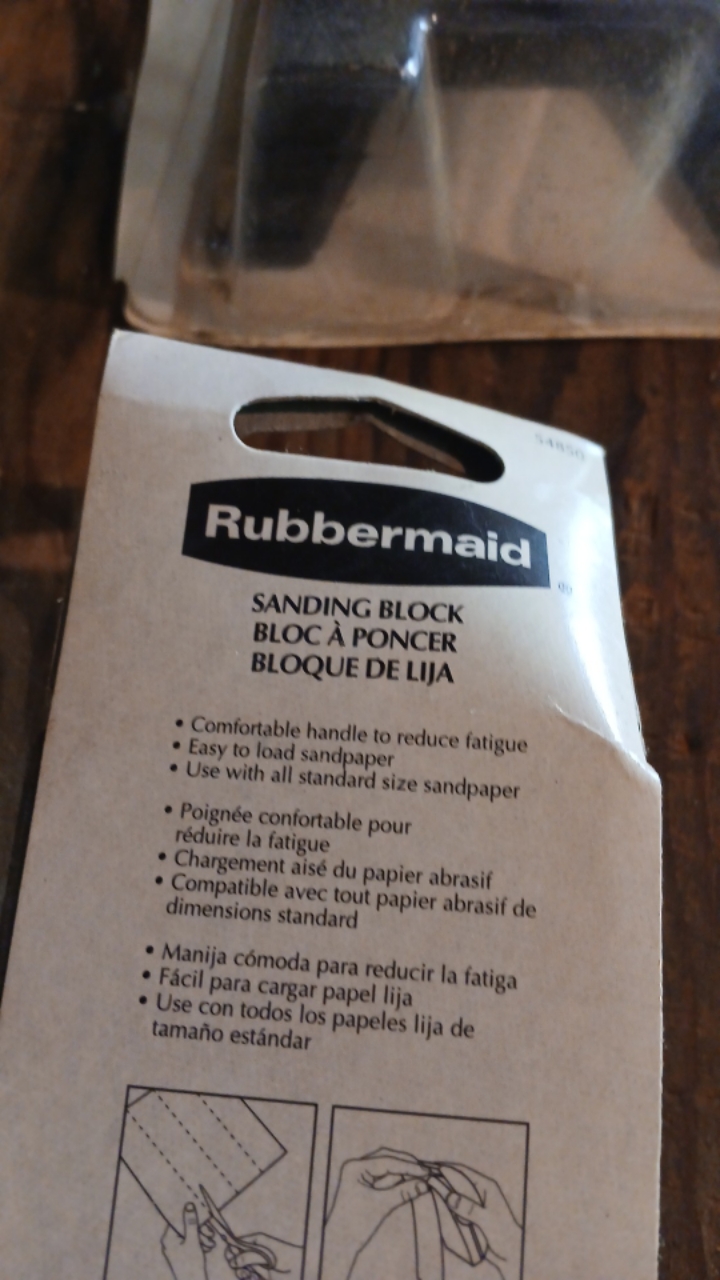 54850
Rubbermaid
SANDING BLOCK
BLOC À PONCER
BLOQUE DE LIJA
• Comfortable handle to reduce fatigue
• Easy to load sandpaper
• Use with all standard size sandpaper
• Poignée confortable pour
réduire la fatigue
• Chargement aisé du papier abrasif
• Compatible avec tout papier abrasif de
dimensions standard
• Manija cómoda para reducir la fatiga
• Fácil para cargar papel lija
• Use con todos los papeles lija de
tamaño estándar